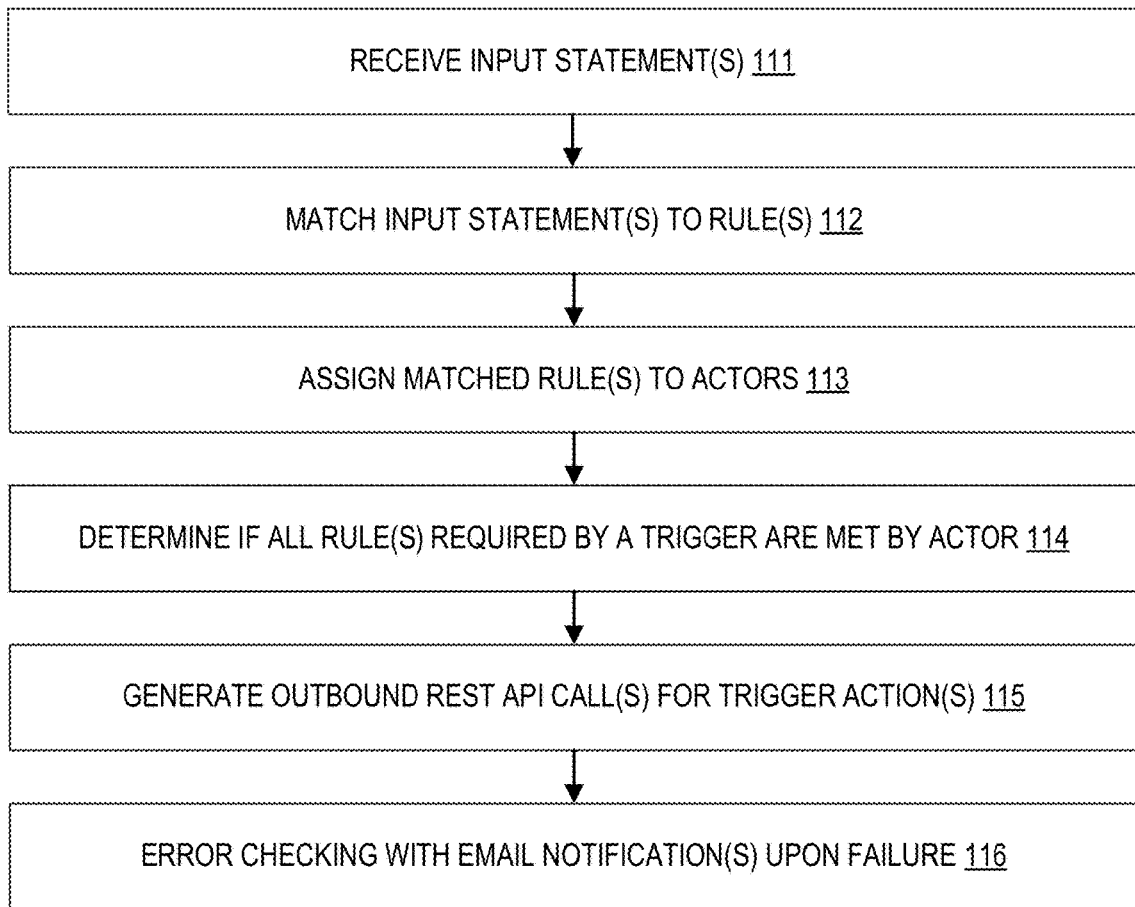 RECEIVE INPUT STATEMENT(S) 111
MATCH INPUT STATEMENT(S) TO RULE(S) 112
ASSIGN MATCHED RULE(S) TO ACTORS 113
DETERMINE IF ALL RULE(S) REQUIRED BY A TRIGGER ARE MET BY ACTOR 114
GENERATE OUTBOUND REST API CALL(S) FOR TRIGGER ACTION(S) 115
ERROR CHECKING WITH EMAIL NOTIFICATION(S) UPON FAILURE 116